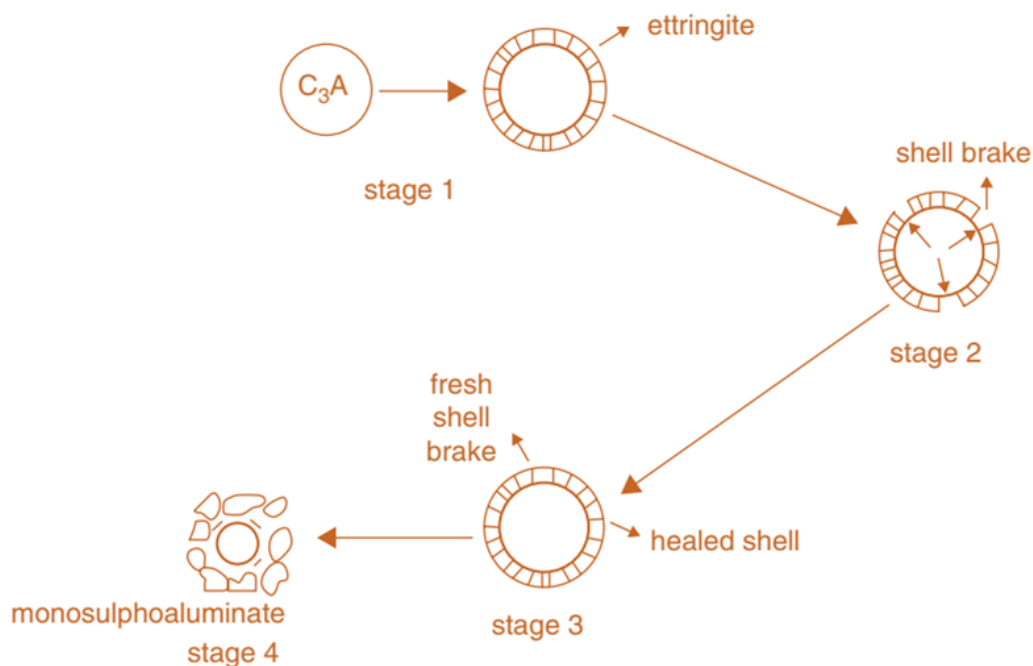 ettringite
C₃A
stage 1
shell brake
stage 2
fresh
shell
brake
healed shell
stage 3
monosulphoaluminate
stage 4